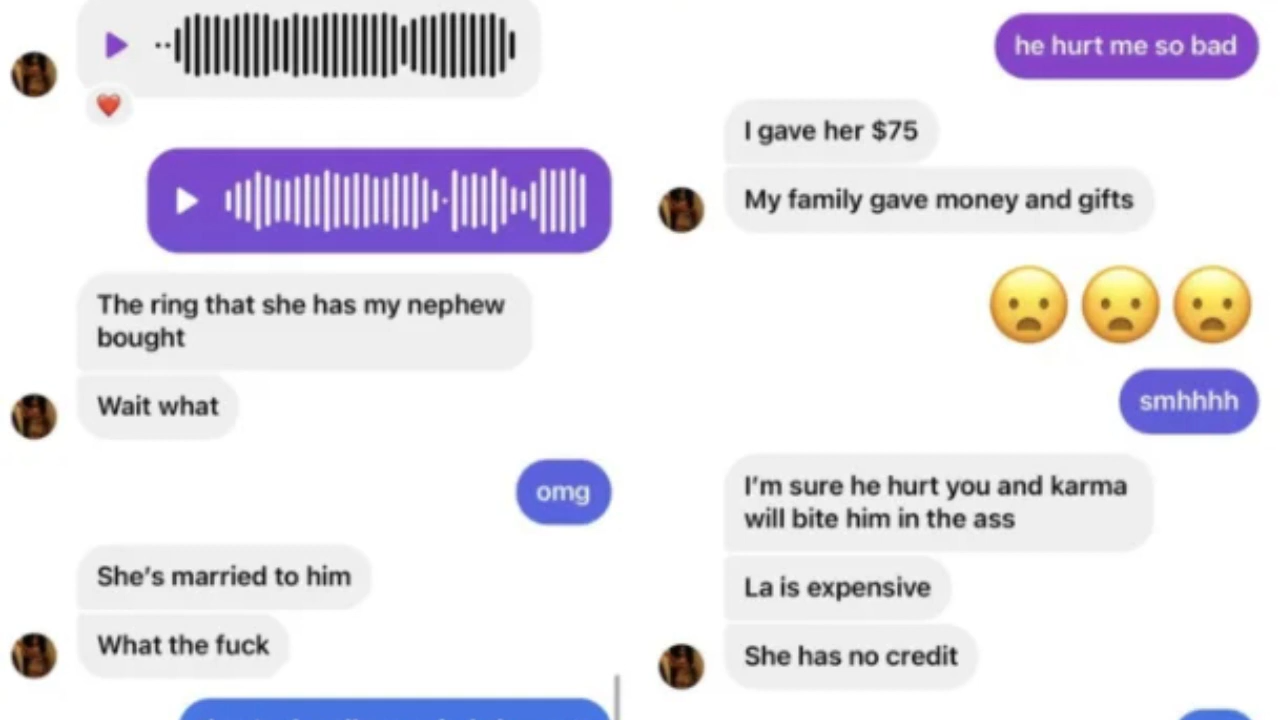 The ring that she has my nephew
bought
Wait what
omg
She's married to him
What the fuck
he hurt me so bad
I gave her $75
My family gave money and gifts
smhhhh
I'm sure he hurt you and karma
will bite him in the ass
La is expensive
She has no credit